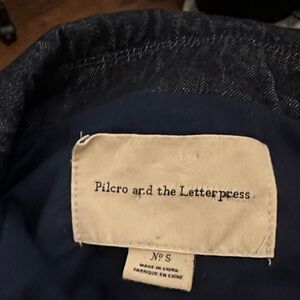 Pilcro and the Letterpress
Nº S
MADE IN CHINA
FABRIQUÉ EN CHINE